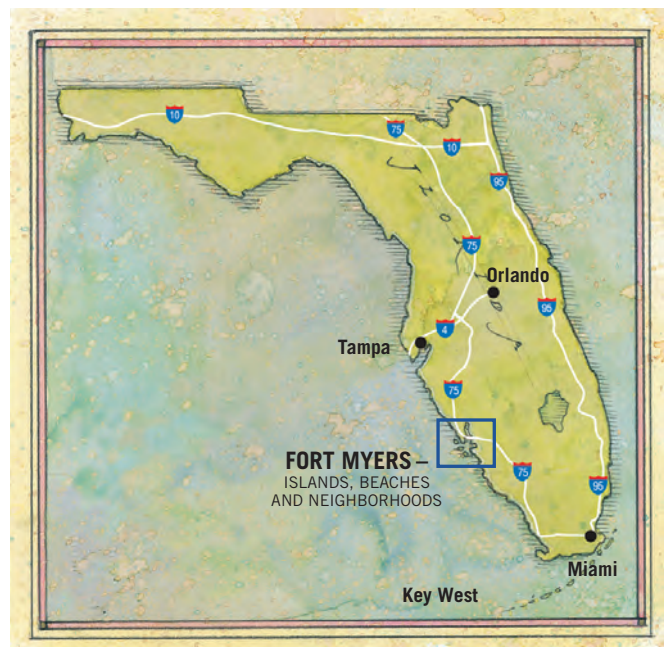 10
75
10
95
FLORIDA
75
Orlando
95
4
Tampa
75
FORT MYERS –
ISLANDS, BEACHES
AND NEIGHBORHOODS
75
95
Miami
Key West